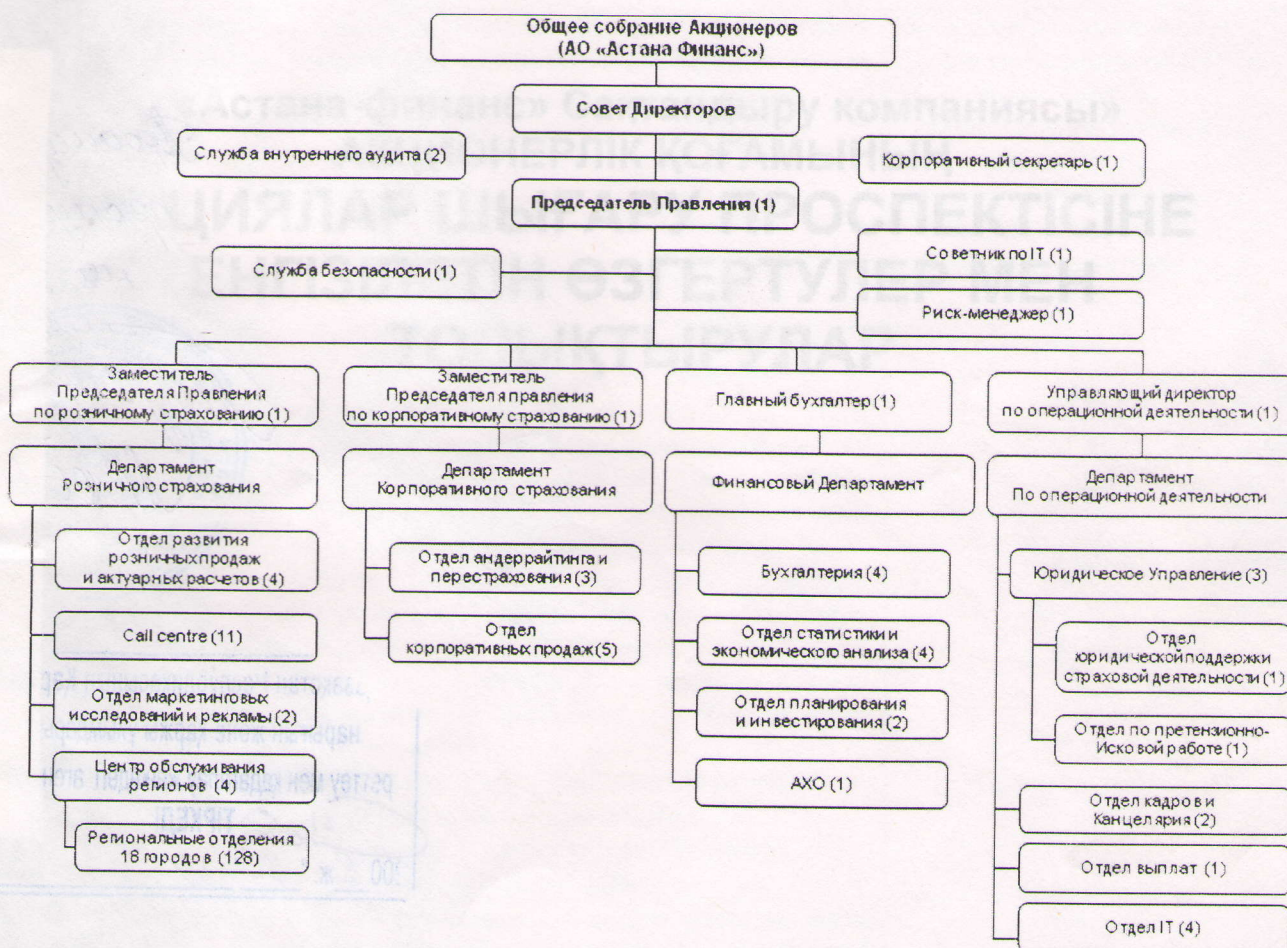 Общее собрание Акционеров
(АО «Астана Финанс»)
Совет Директоров
Служба внутреннего аудита (2)
Корпоративный секретарь (1)
Председатель Правления (1)
Советник по IT (1)
Служба безопасности (1)
Риск-менеджер (1)
Заместитель
Председателя Правления
по розничному страхованию (1)
Заместитель
Председателя правления
по корпоративному страхованию (1)
Главный бухгалтер (1)
Управляющий директор
по операционной деятельности (1)
Департамент
Розничного страхования
Департамент
Корпоративного страхования
Финансовый Департамент
Департамент
По операционной деятельности
Отдел развития
розничных продаж
и актуарных расчетов (4)
Call centre (11)
Отдел маркетинговых
исследований и рекламы (2)
Центр обслуживания
регионов (4)
Региональные отделения
18 городов (128)
Отдел андеррайтинга и
перестрахования (3)
Отдел
корпоративных продаж (5)
Бухгалтерия (4)
Отдел статистики и
экономического анализа (4)
Отдел планирования
и инвестирования (2)
АХО (1)
Юридическое Управление (3)
Отдел
юридической поддержки
страховой деятельности (1)
Отдел по претензионно-
Исковой работе (1)
Отдел кадров и
Канцелярия (2)
Отдел выплат (1)
Отдел IT (4)